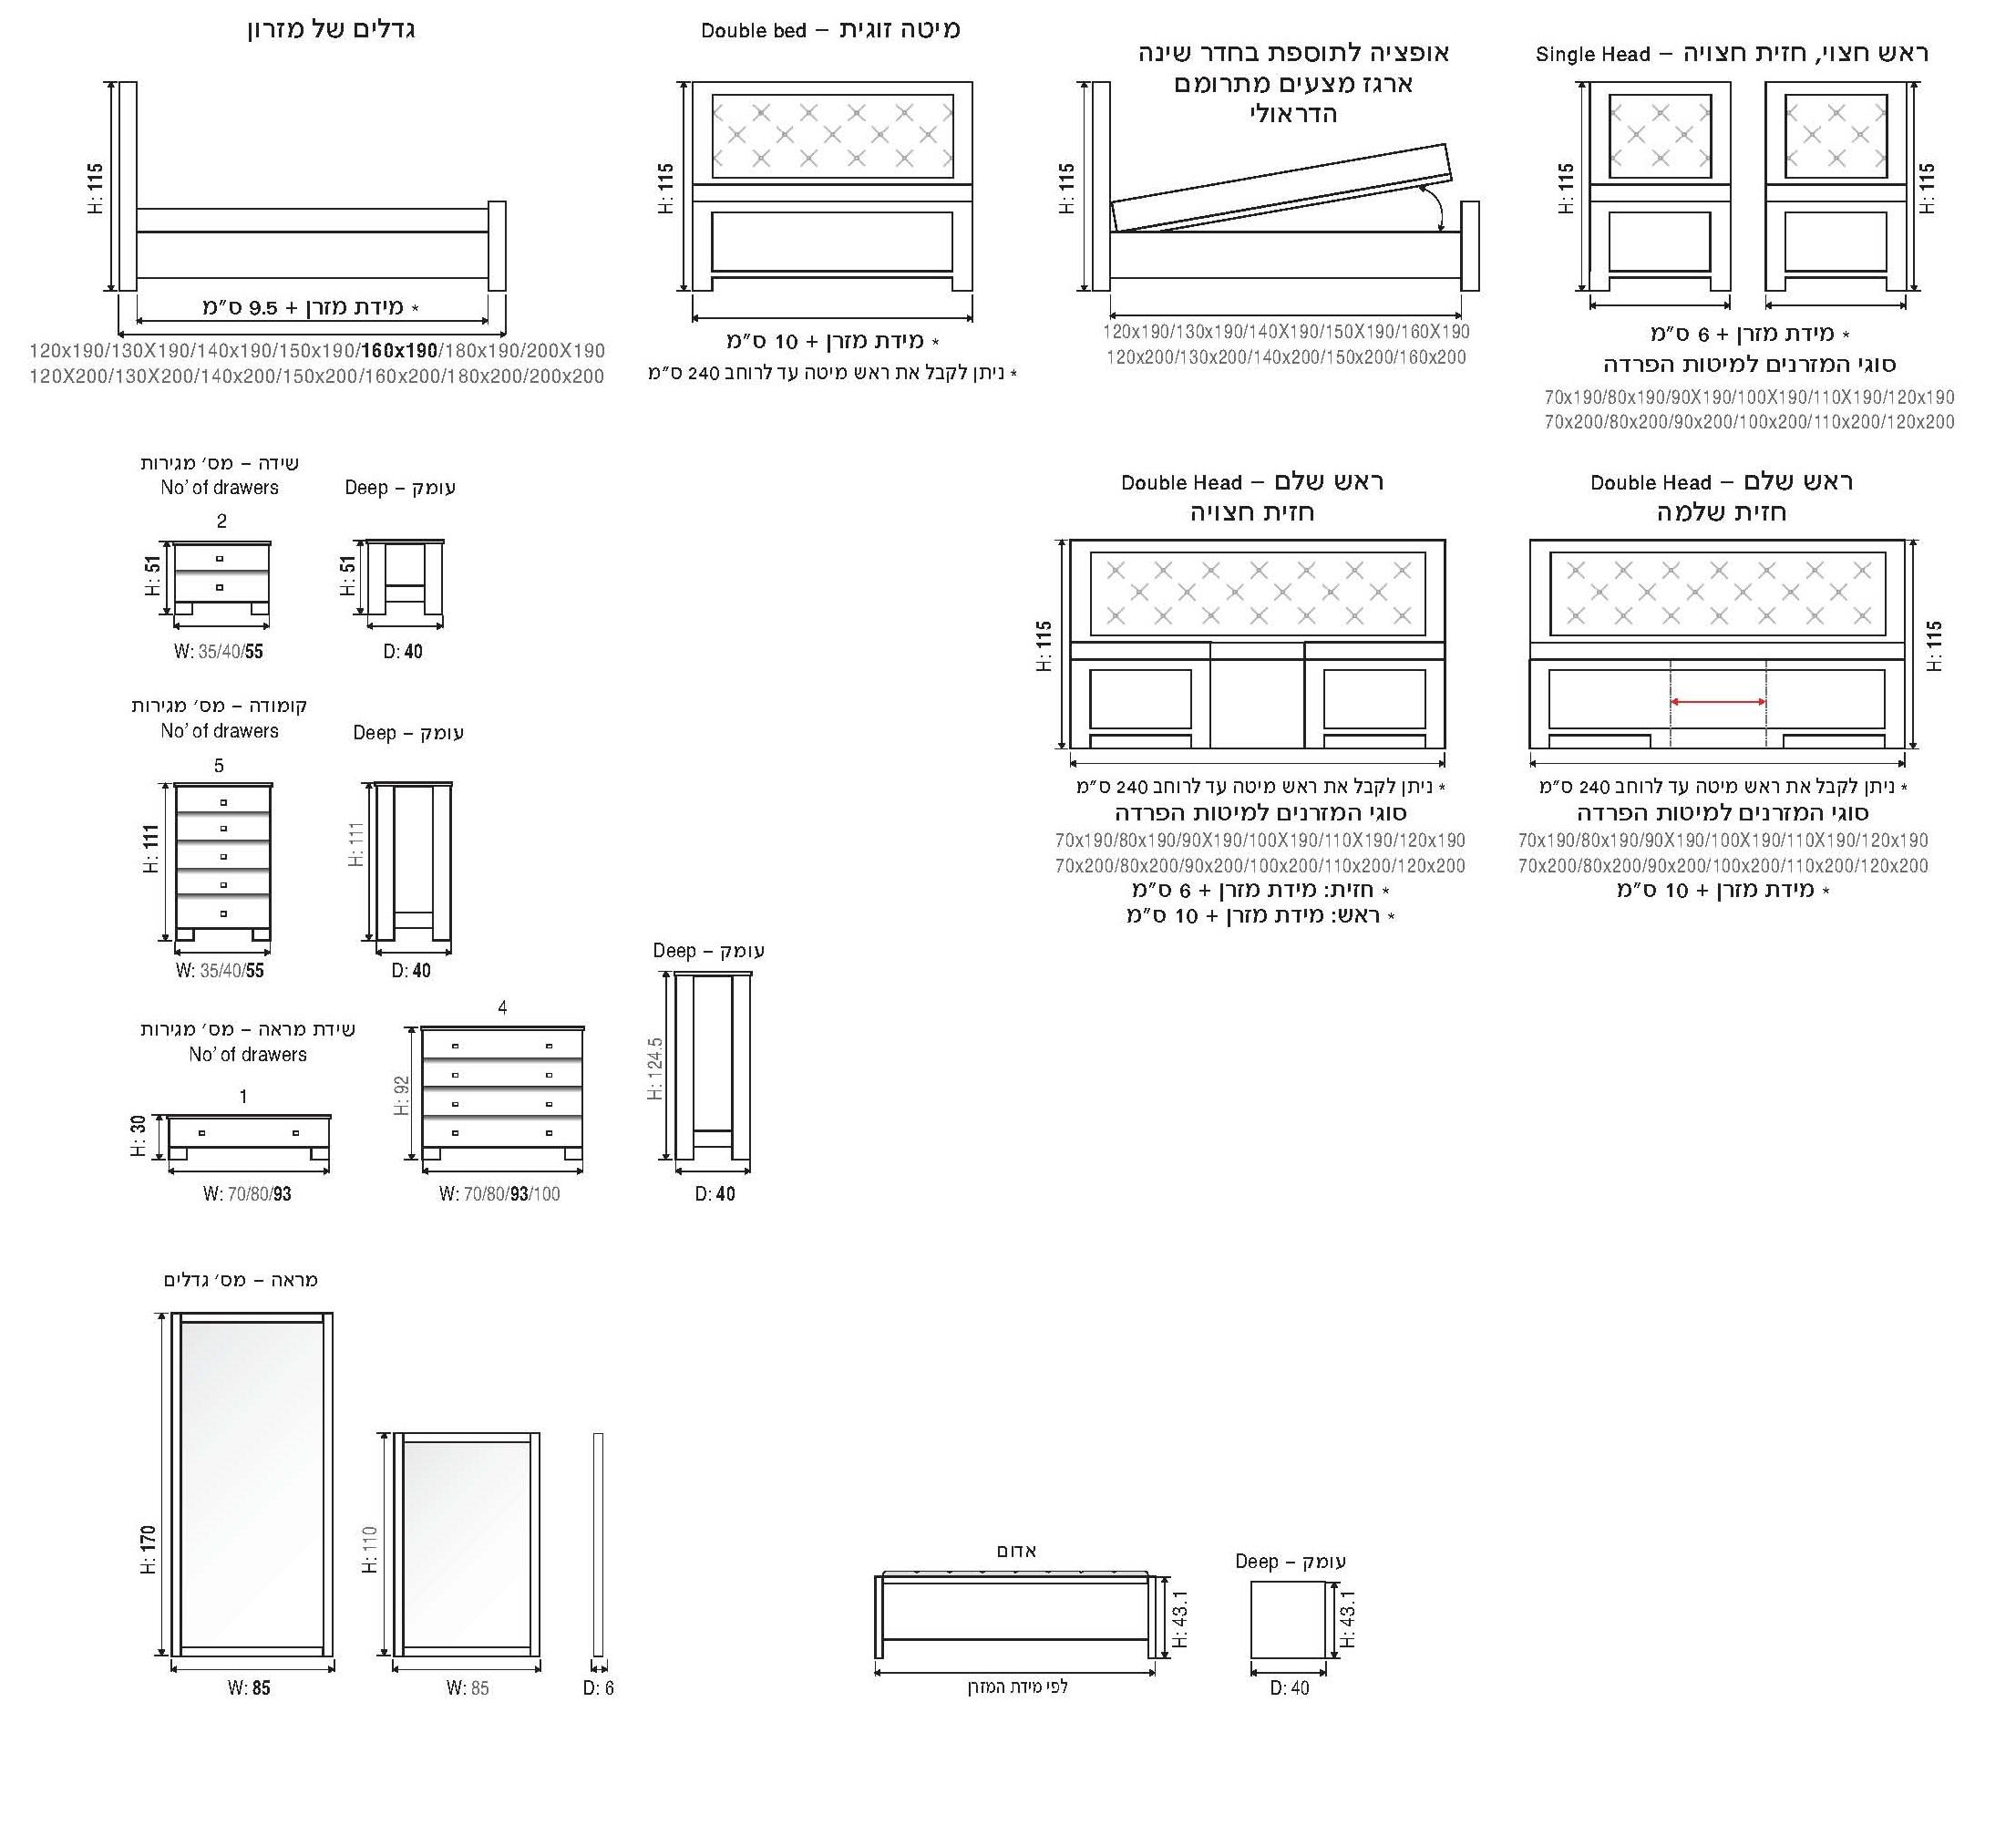 גדלים של מזרון
H: 115
* מידת מזרן + 9.5 ס"מ
120x190/130X190/140x190/150x190/160x190/180x190/200X190
120X200/130X200/140x200/150x200/160x200/180x200/200x200
מיטה זוגית – Double bed
H: 115
* מידת מזרן + 10 ס"מ
* ניתן לקבל את ראש מיטה עד לרוחב 240 ס"מ
אופציה לתוספת בחדר שינה
ארגז מצעים מתרומם
הדראולי
H: 115
120x190/130x190/140X190/150X190/160X190
120x200/130x200/140x200/150x200/160x200
ראש חצוי, חזית חצויה – Single Head
H: 115
H: 115
* מידת מזרן + 6 ס"מ
סוגי המזרנים למיטות הפרדה
70x190/80x190/90X190/100X190/110X190/120x190
70x200/80x200/90x200/100x200/110x200/120x200
שידה – מס' מגירות
No' of drawers
2
H: 51
W: 35/40/55
עומק – Deep
H: 51
D: 40
ראש שלם – Double Head
חזית חצויה
H: 115
* ניתן לקבל את ראש מיטה עד לרוחב 240 ס"מ
סוגי המזרנים למיטות הפרדה
70x190/80x190/90X190/100X190/110X190/120x190
70x200/80x200/90x200/100x200/110x200/120x200
* חזית: מידת מזרן + 6 ס"מ
* ראש: מידת מזרן + 10 ס"מ
ראש שלם – Double Head
חזית שלמה
H: 115
* ניתן לקבל את ראש מיטה עד לרוחב 240 ס"מ
סוגי המזרנים למיטות הפרדה
70x190/80x190/90X190/100X190/110X190/120x190
70x200/80x200/90x200/100x200/110x200/120x200
* מידת מזרן + 10 ס"מ
קומודה – מס' מגירות
No' of drawers
5
H: 111
W: 35/40/55
עומק – Deep
H: 111
D: 40
שידת מראה – מס' מגירות
No' of drawers
1
H: 30
W: 70/80/93
4
H: 92
W: 70/80/93/100
עומק – Deep
H: 124.5
D: 40
מראה – מס' גדלים
H: 170
W: 85
H: 110
W: 85
D: 6
אדום
H: 43.1
לפי מידת המזרן
עומק – Deep
H: 43.1
D: 40